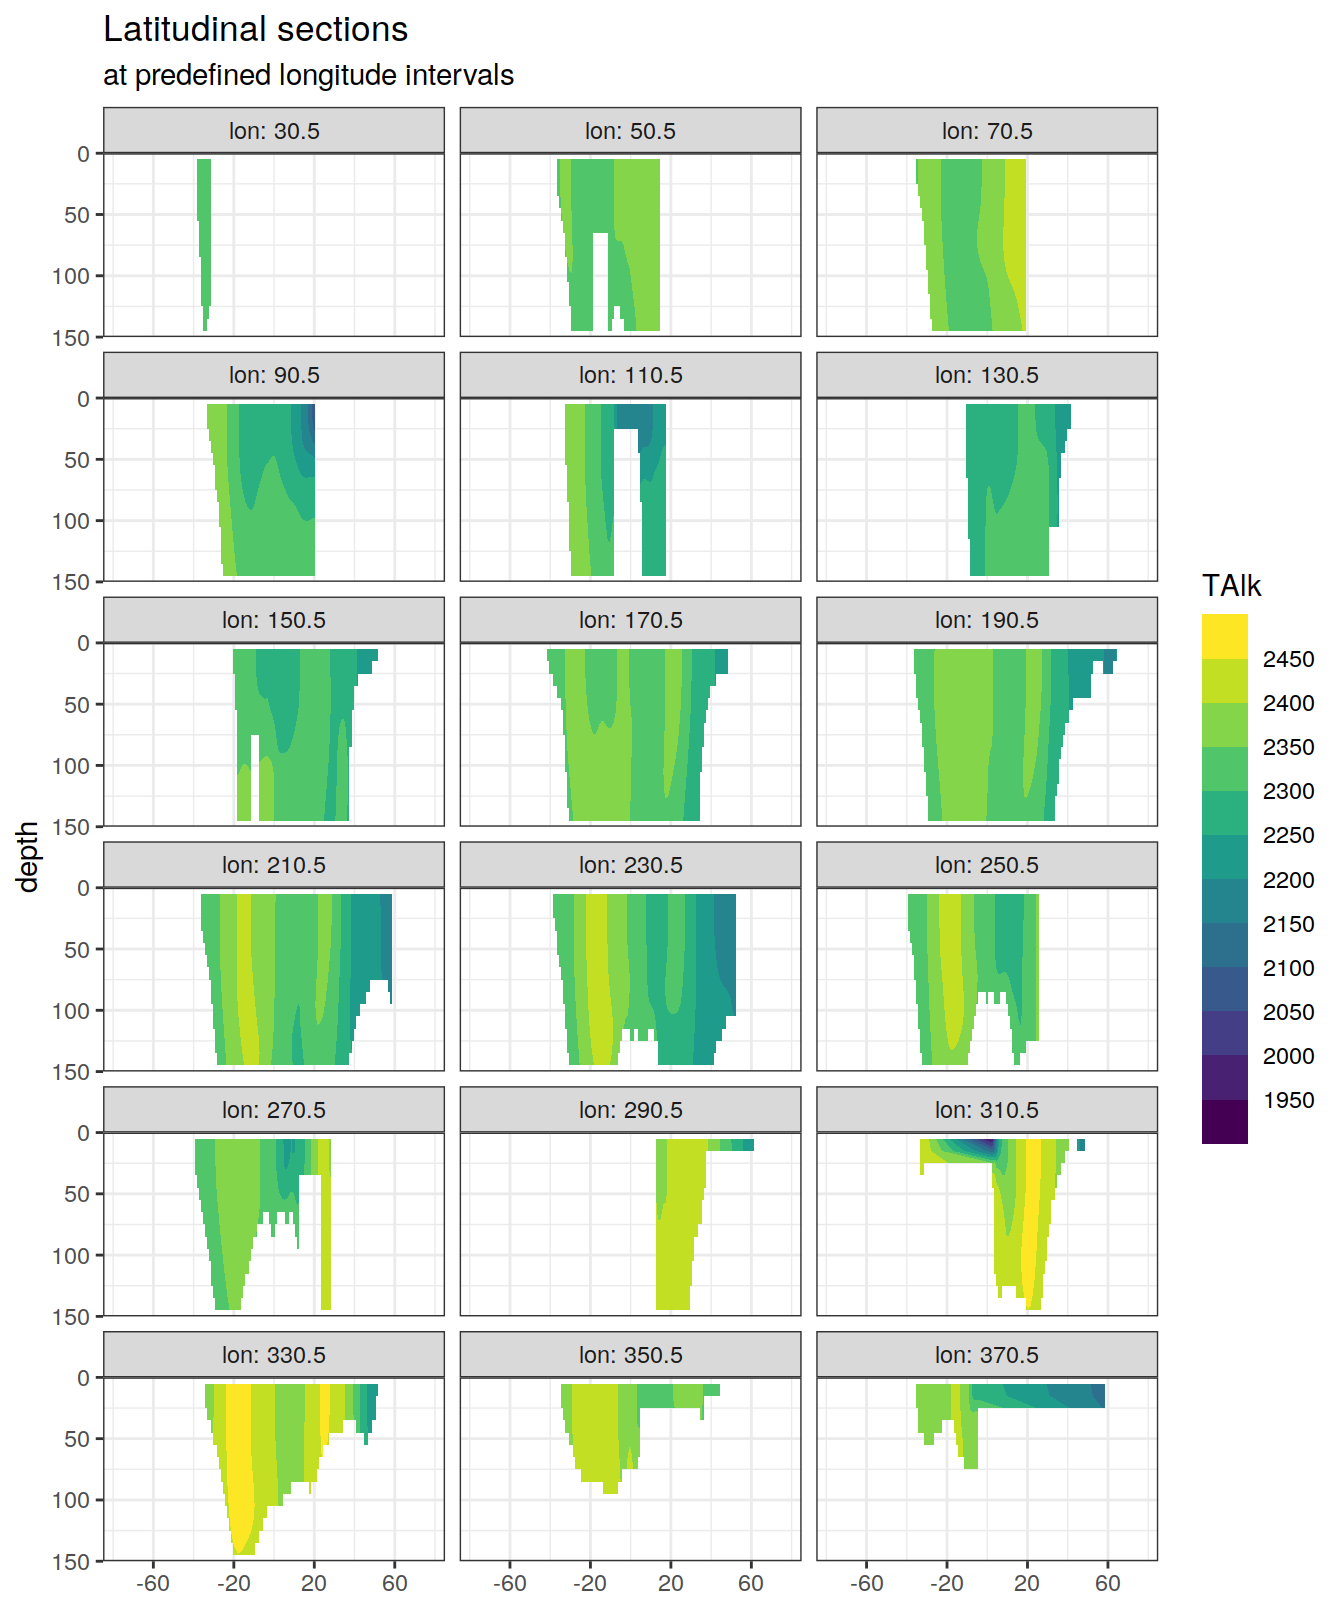 Latitudinal sections
at predefined longitude intervals
lon: 30.5
lon: 50.5
lon: 70.5
0
50
100
150
lon: 90.5
lon: 110.5
lon: 130.5
0
50
100
150
lon: 150.5
lon: 170.5
lon: 190.5
0
50
100
150
lon: 210.5
lon: 230.5
lon: 250.5
0
50
100
150
lon: 270.5
lon: 290.5
lon: 310.5
0
50
100
150
lon: 330.5
lon: 350.5
lon: 370.5
0
50
100
150
-60 -20 20 60
-60 -20 20 60
-60 -20 20 60
depth
TAlk
2450
2400
2350
2300
2250
2200
2150
2100
2050
2000
1950